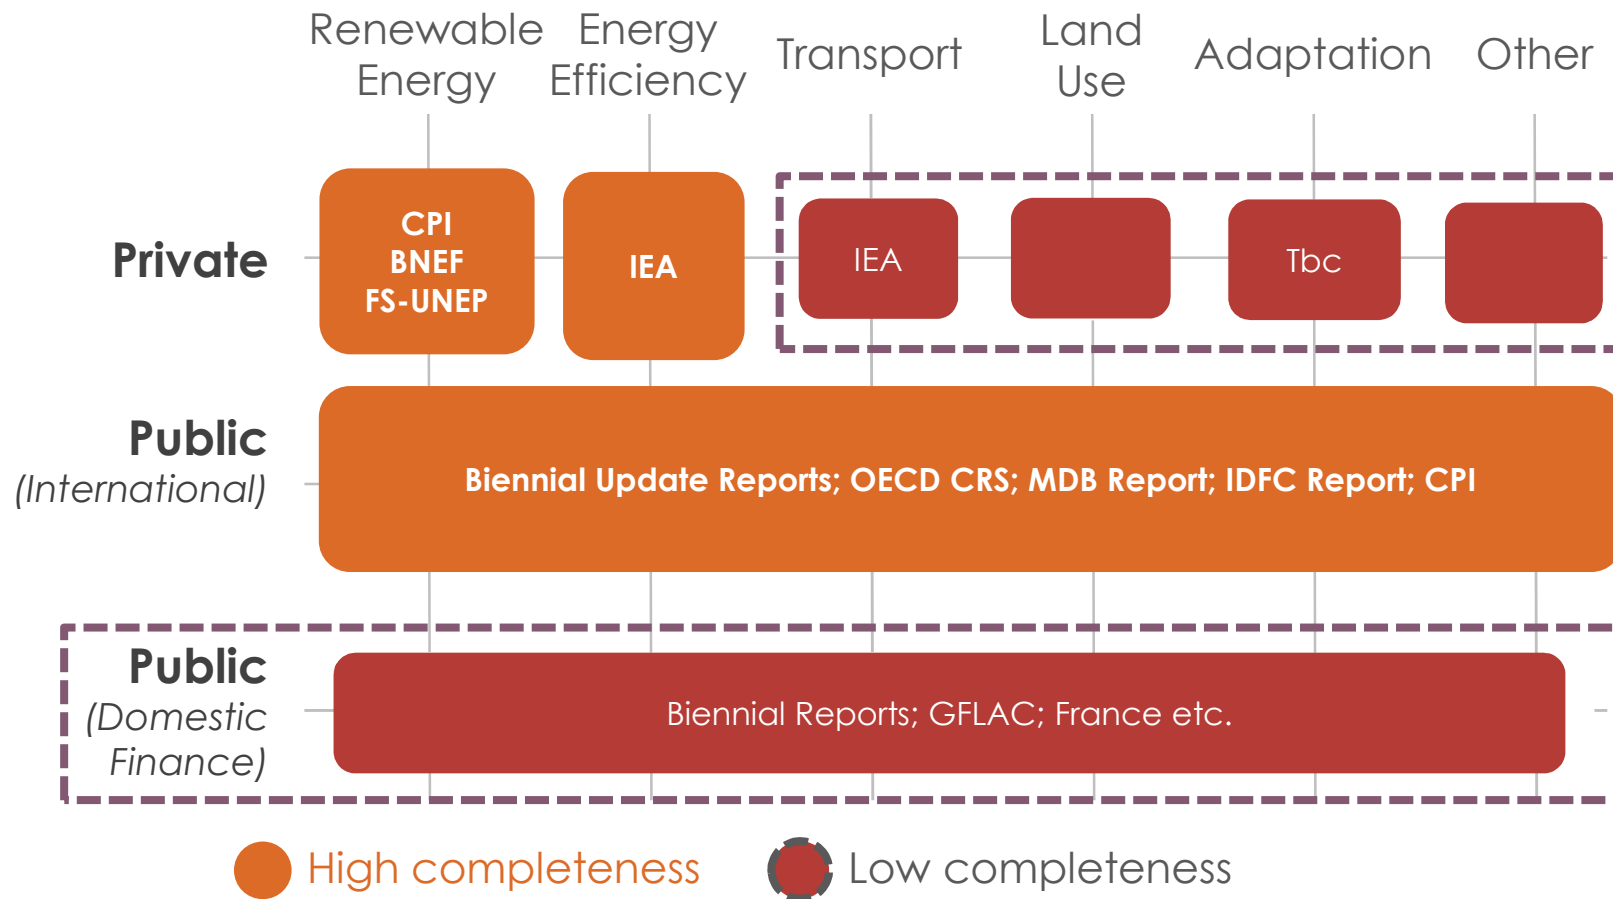 Renewable
Energy
Energy
Efficiency
Transport
Land
Use
Adaptation
Other
Private
CPI
BNEF
FS-UNEP
IEA
IEA
Tbc
Public
(International)
Biennial Update Reports; OECD CRS; MDB Report; IDFC Report; CPI
Public
(Domestic
Finance)
Biennial Reports; GFLAC; France etc.
High completeness
Low completeness